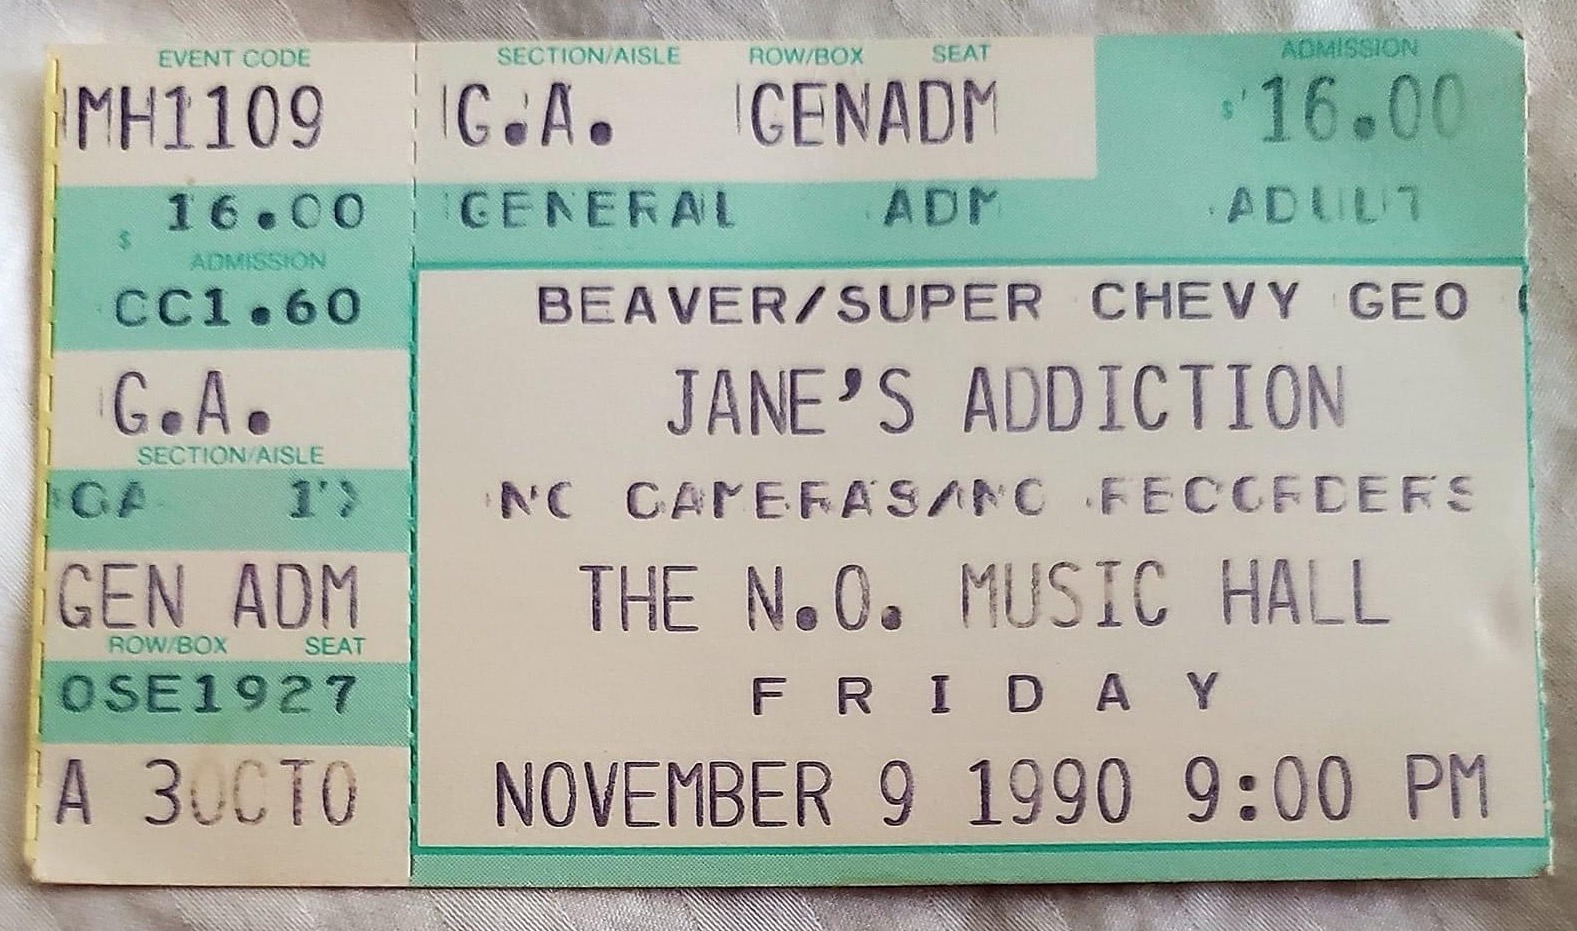 EVENT CODE
MH1109
$ 16.00
ADMISSION
CC1.60
G.A.
SECTION/AISLE
GA
GEN ADM
ROW/BOX SEAT
OSE1927
A 3OCTO
SECTION/AISLE ROW/BOX SEAT ADMISSION
G.A. GENADM $ 16.00
GENERAL ADM ADULT
BEAVER/SUPER CHEVY GEO
JANE'S ADDICTION
NO CAMERAS/NO RECORDERS
THE N.O. MUSIC HALL
FRIDAY
NOVEMBER 9 1990 9:00 PM